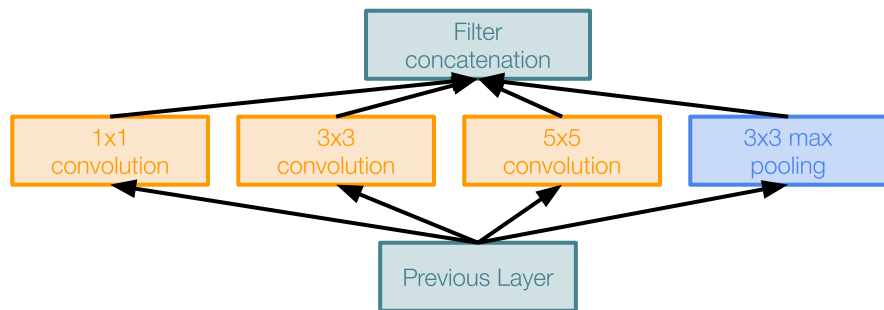 Filter
concatenation
1x1
convolution
3x3
convolution
5x5
convolution
3x3 max
pooling
Previous Layer